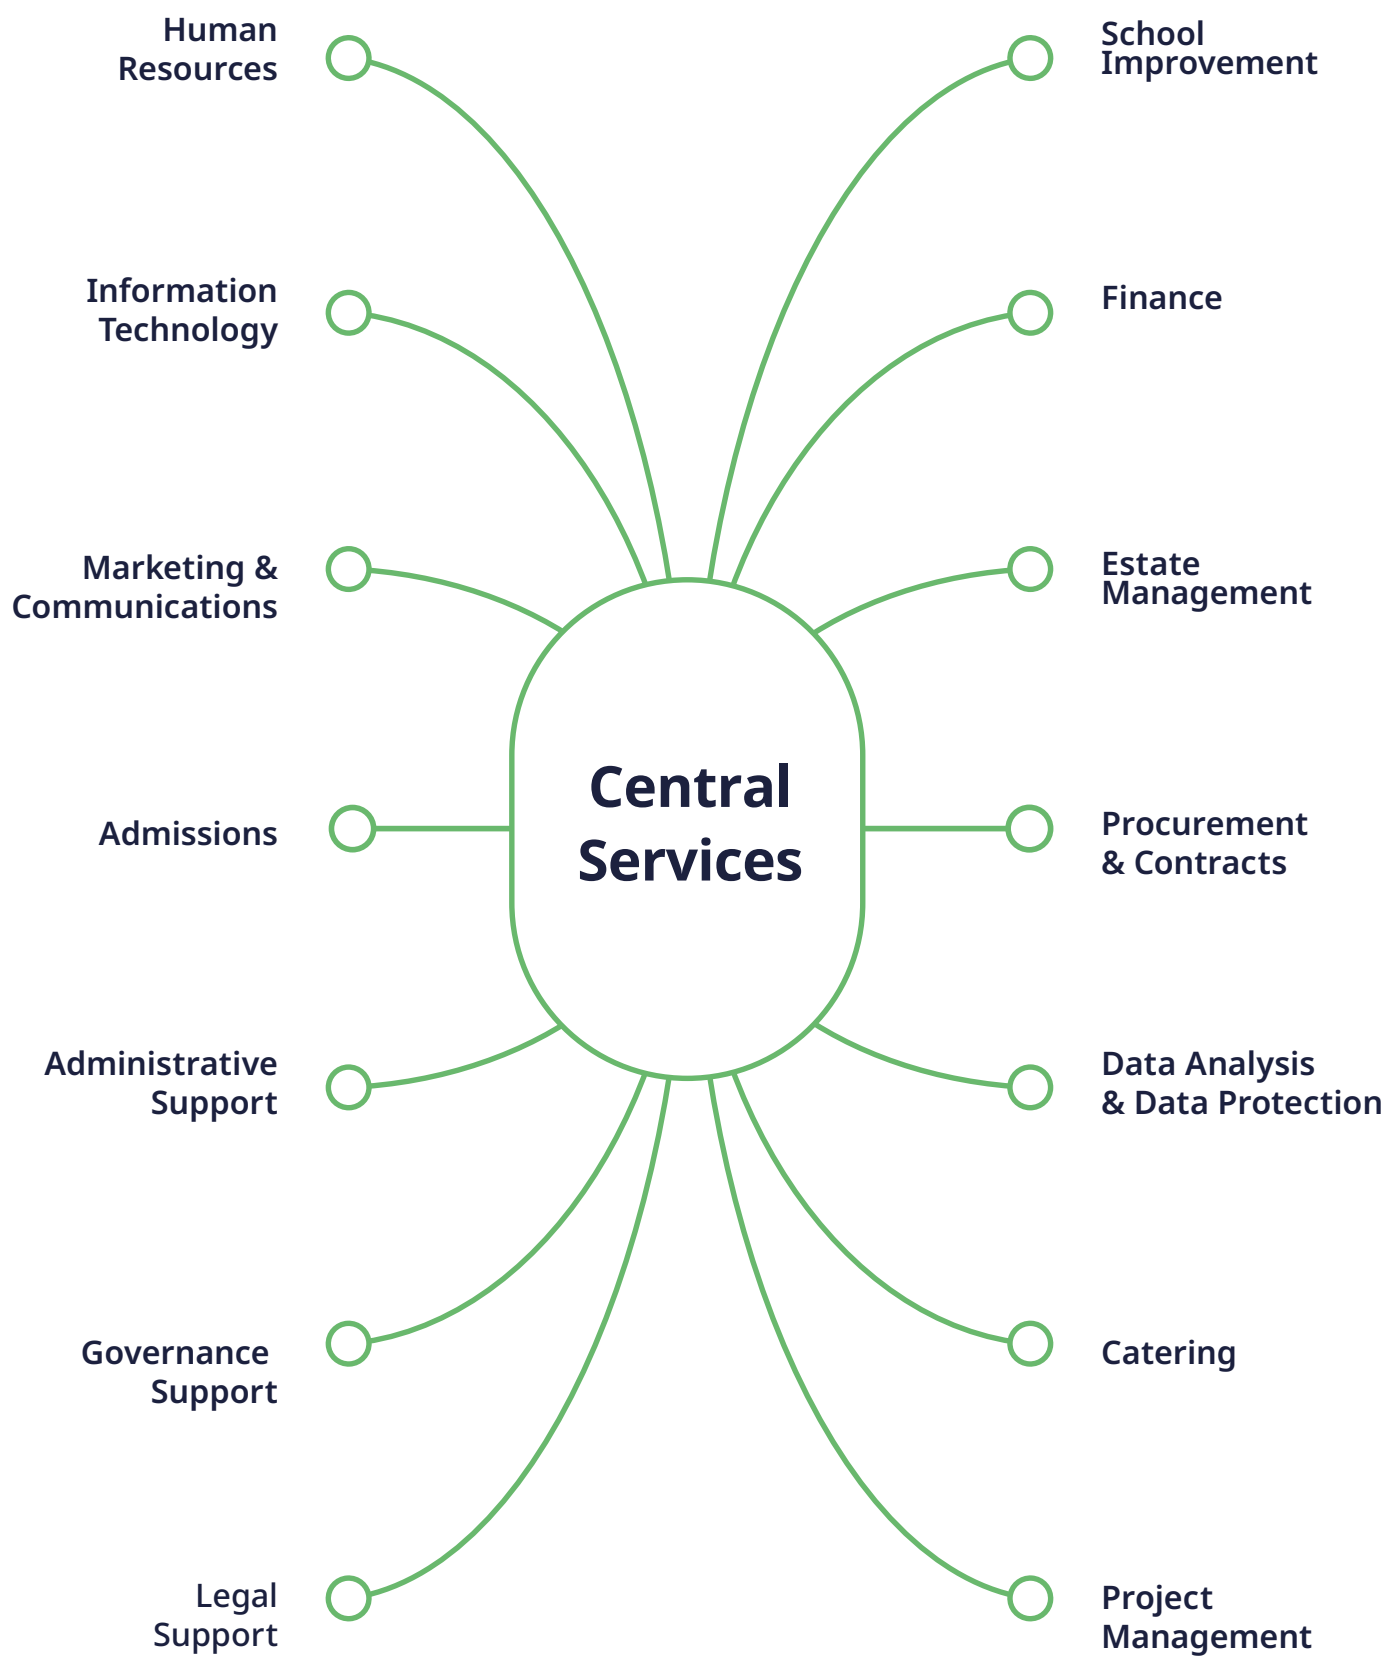 Human
Resources
Information
Technology
Marketing &
Communications
Admissions
Administrative
Support
Governance
Support
Legal
Support
Central
Services
School
Improvement
Finance
Estate
Management
Procurement
& Contracts
Data Analysis
& Data Protection
Catering
Project
Management